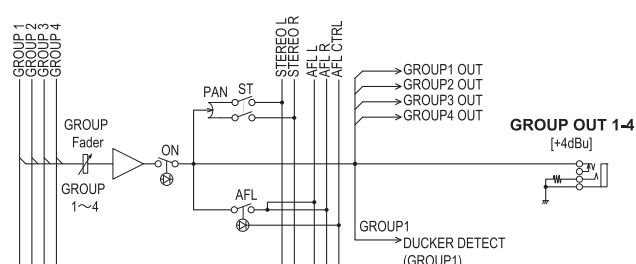 GROUP 1
GROUP 2
GROUP 3
GROUP 4
STEREO L
STEREO R
AFL L
AFL R
AFL CTRL
PAN
ST
GROUP1 OUT
GROUP2 OUT
GROUP3 OUT
GROUP4 OUT
GROUP OUT 1-4
[+4dBu]
GROUP
Fader
ON
GROUP
1～4
AFL
GROUP1
DUCKER DETECT
(GROUP1)